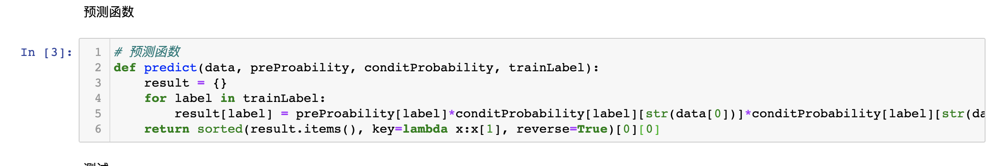 预测函数
In [3]:
1 # 预测函数
2 def predict(data, preProability, conditProbability, trainLabel):
3 result = {}
4 for label in trainLabel:
5 result[label] = preProability[label]*conditProbability[label][str(data[0])]*conditProbability[label][str(da
6 return sorted(result.items(), key=lambda x:x[1], reverse=True)[0][0]
测试